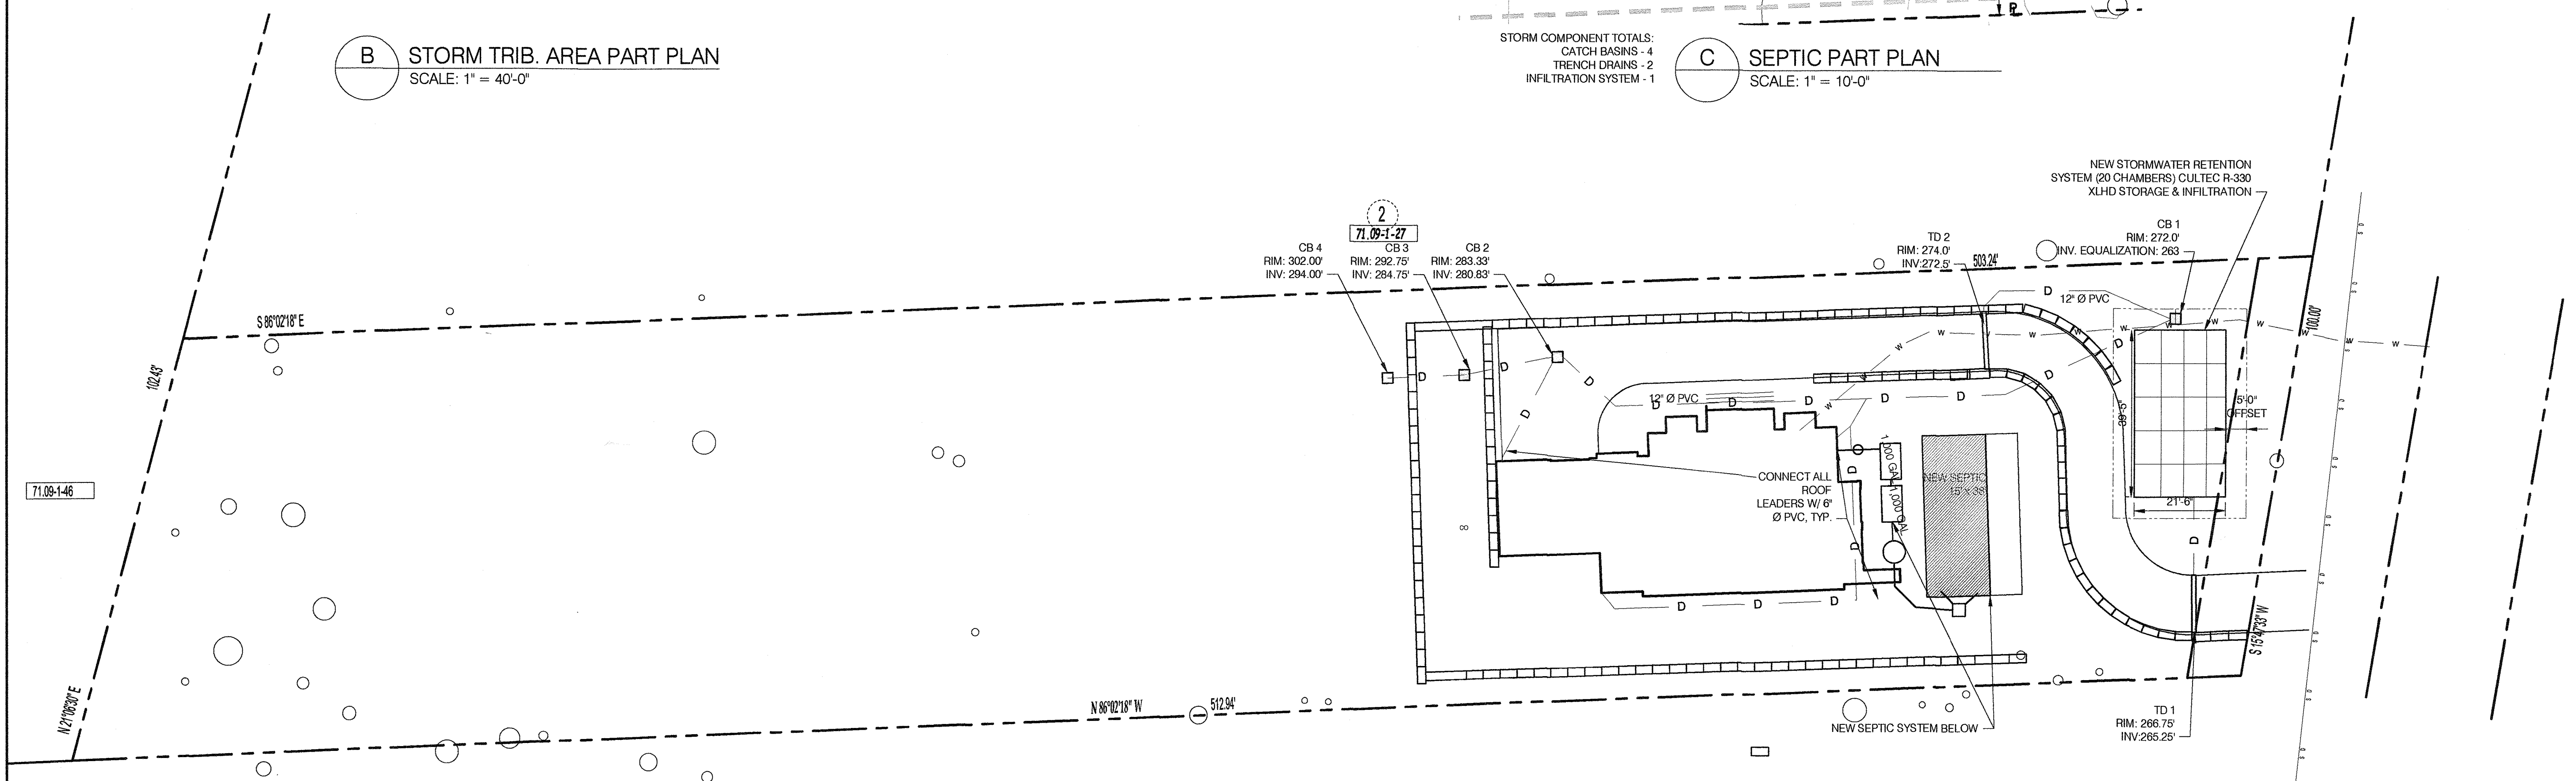 B
STORM TRIB. AREA PART PLAN
SCALE: 1" = 40'-0"
STORM COMPONENT TOTALS:
CATCH BASINS - 4
TRENCH DRAINS - 2
INFILTRATION SYSTEM - 1
C
SEPTIC PART PLAN
SCALE: 1" = 10'-0"
NEW STORMWATER RETENTION
SYSTEM (20 CHAMBERS) CULTEC R-330
XLHD STORAGE & INFILTRATION
2
71.09-1-27
CB 4
RIM: 302.00'
INV: 294.00'
CB 3
RIM: 292.75'
INV: 284.75'
CB 2
RIM: 283.33'
INV: 280.83'
TD 2
RIM: 274.0'
INV:272.5'
503.24'
CB 1
RIM: 272.0'
INV. EQUALIZATION: 263
S 86°02'18" E
102.43'
N 21°06'30" E
71.09-1-46
12" Ø PVC
12" Ø PVC
100.00'
39'-5"
5'-0"
OFFSET
21'-6"
CONNECT ALL
ROOF
LEADERS W/ 6"
Ø PVC, TYP.
1,000 GAL
1,000 GAL
NEW SEPTIC
15' x 38'
8
S 15°47'33" W
N 86°02'18" W
512.94'
NEW SEPTIC SYSTEM BELOW
TD 1
RIM: 266.75'
INV:265.25'